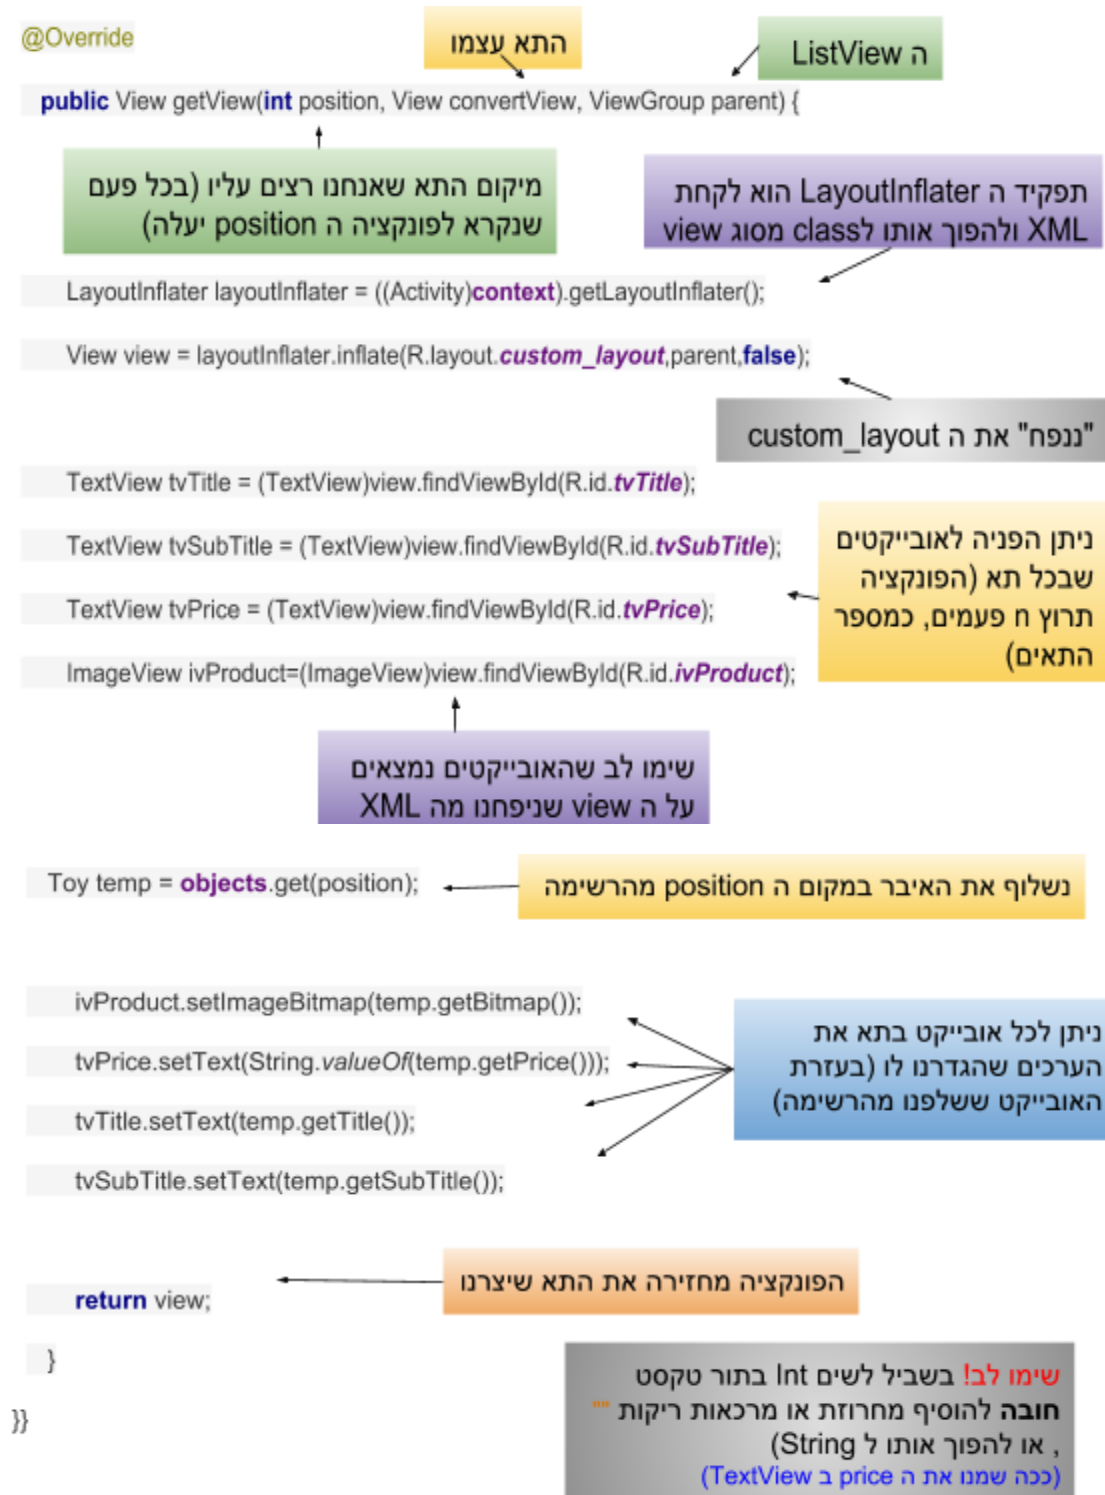 @Override
התא עצמו
ה ListView
public View getView(int position, View convertView, ViewGroup parent) {
מיקום התא שאנחנו רצים עליו (בכל פעם
שנקרא לפונקציה ה position יעלה)
תפקיד ה LayoutInflater הוא לקחת
XML ולהפוך אותו לclass מסוג view
LayoutInflater layoutInflater = ((Activity)context).getLayoutInflater();
View view = layoutInflater.inflate(R.layout.custom_layout,parent,false);
"ננפח" את ה custom_layout
TextView tvTitle = (TextView)view.findViewById(R.id.tvTitle);
TextView tvSubTitle = (TextView)view.findViewById(R.id.tvSubTitle);
TextView tvPrice = (TextView)view.findViewById(R.id.tvPrice);
ImageView ivProduct=(ImageView)view.findViewById(R.id.ivProduct);
ניתן הפניה לאובייקטים
שבכל תא (הפונקציה
תרוץ n פעמים, כמספר
התאים)
שימו לב שהאובייקטים נמצאים
על ה view שניפחנו מה XML
Toy temp = objects.get(position);
נשלוף את האיבר במקום ה position מהרשימה
ivProduct.setImageBitmap(temp.getBitmap());
tvPrice.setText(String.valueOf(temp.getPrice()));
tvTitle.setText(temp.getTitle());
tvSubTitle.setText(temp.getSubTitle());
ניתן לכל אובייקט בתא את
הערכים שהגדרנו לו (בעזרת
האובייקט ששלפנו מהרשימה)
return view;
הפונקציה מחזירה את התא שיצרנו
}
}}
שימו לב! בשביל לשים Int בתור טקסט
חובה להוסיף מחרוזת או מרכאות ריקות ""
, או להפוך אותו ל String)
(ככה שמנו את ה price ב TextView)